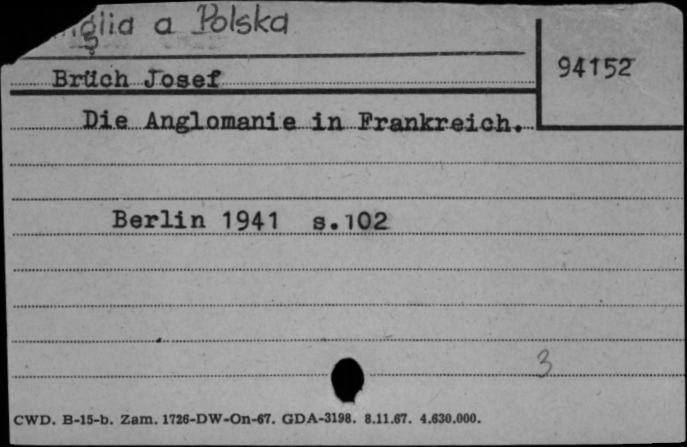 glia a Polska
94152
Brüch Josef
Die Anglomanie in Frankreich.
Berlin 1941 s.102
3
CWD. B-15-b. Zam. 1726-DW-On-67. GDA-3198. 8.11.67. 4.630.000.